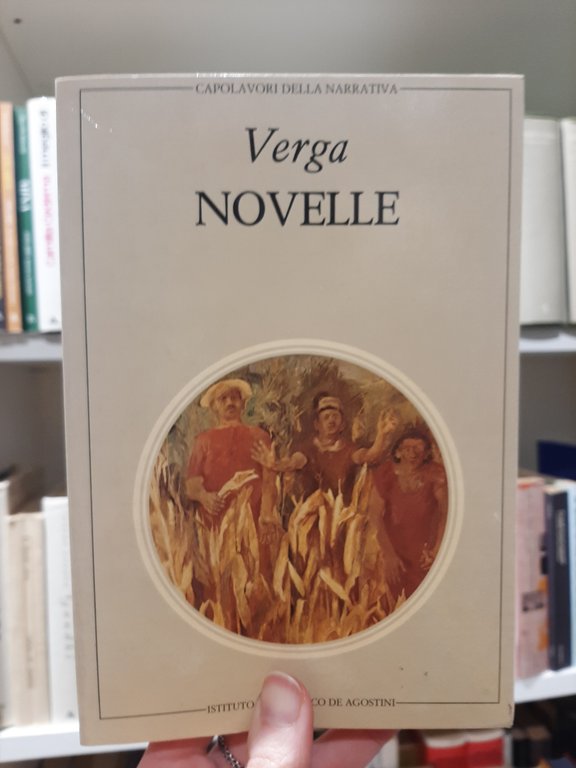 CAPOLAVORI DELLA NARRATIVA
Verga
NOVELLE
ISTITUTO CO DE AGOSTINI